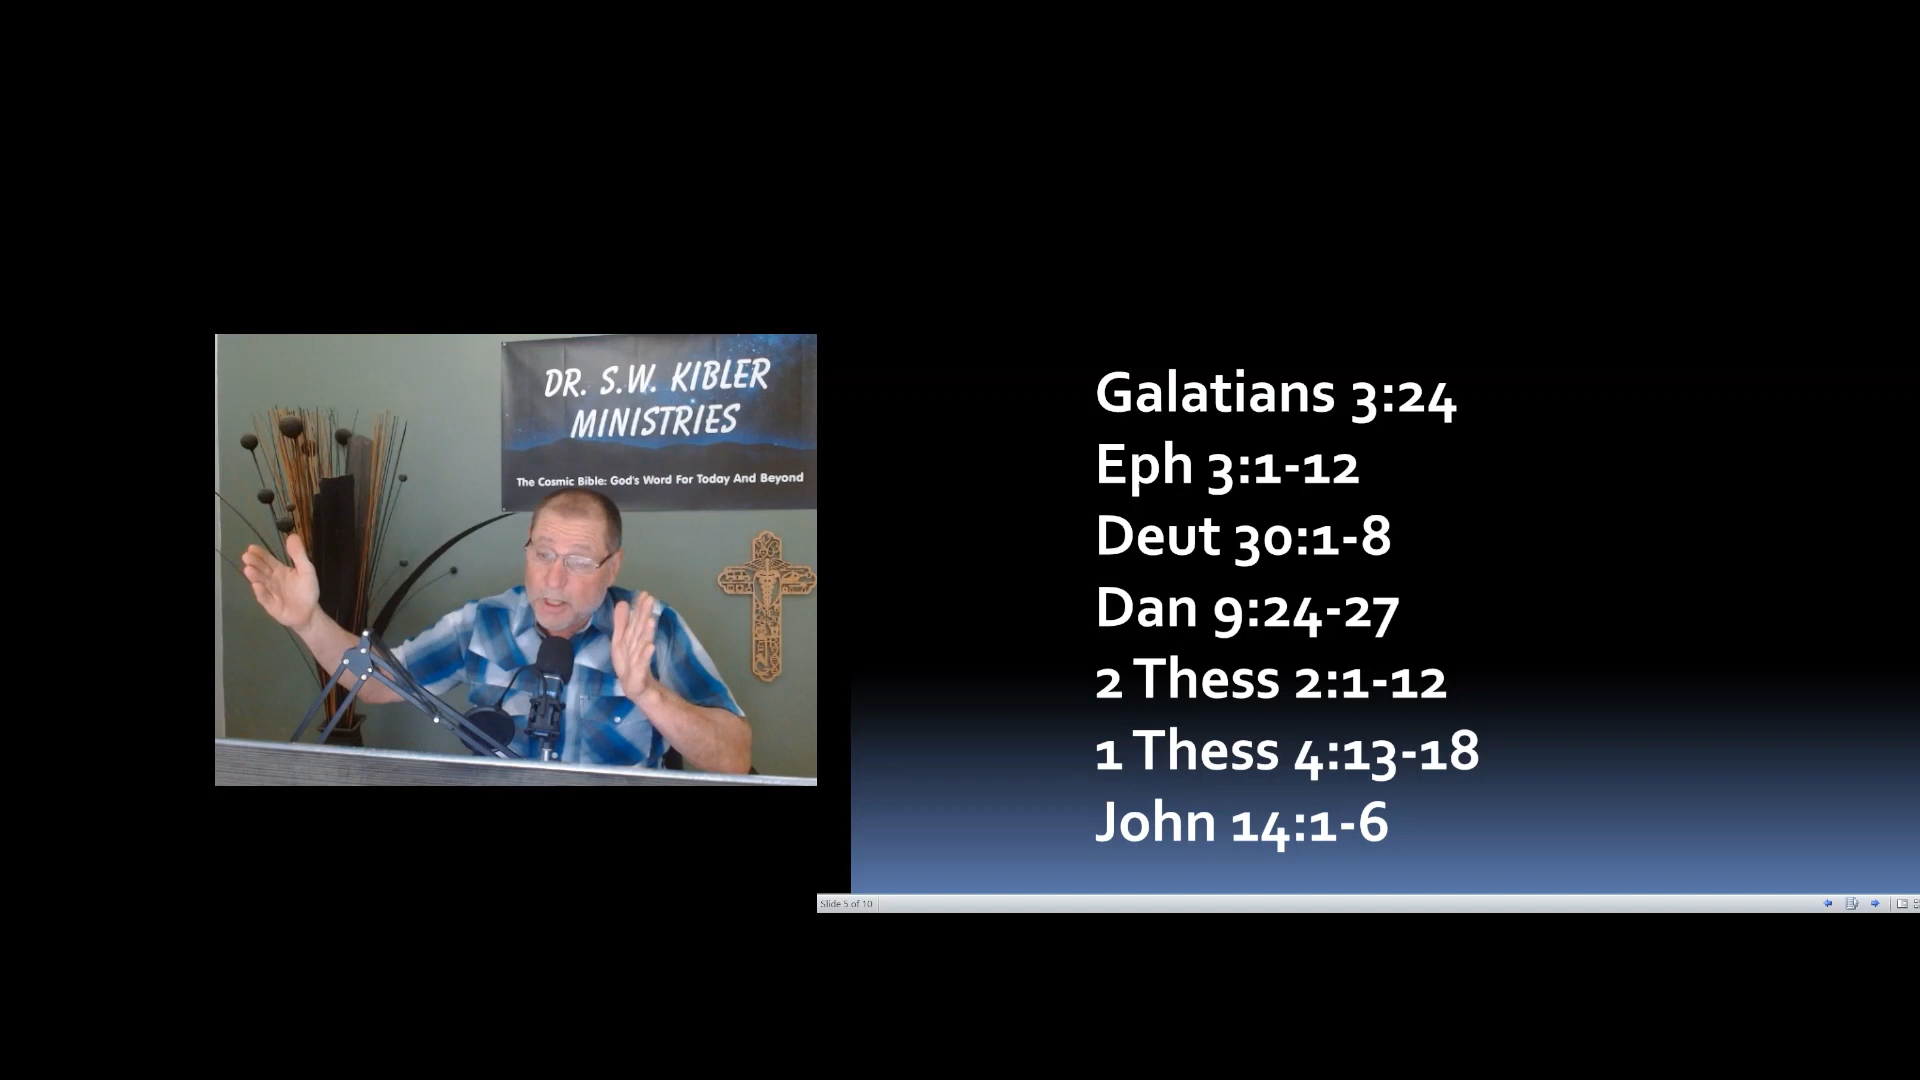 DR. S.W. KIBLER
MINISTRIES
The Cosmic Bible: God's Word For Today And Beyond
Galatians 3:24
Eph 3:1-12
Deut 30:1-8
Dan 9:24-27
2 Thess 2:1-12
1 Thess 4:13-18
John 14:1-6
Slide 5 of 10